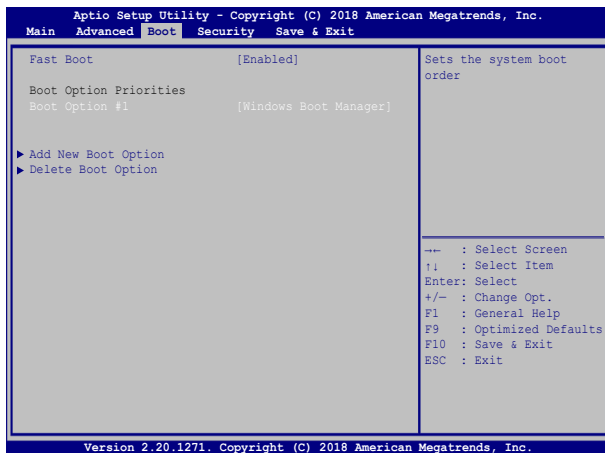 Aptio Setup Utility - Copyright (C) 2018 American Megatrends, Inc.
Main Advanced Boot Security Save & Exit
Fast Boot [Enabled]
Boot Option Priorities
Boot Option #1 [Windows Boot Manager]
Add New Boot Option
Delete Boot Option
Sets the system boot
order
→← : Select Screen
↑↓ : Select Item
Enter: Select
+/— : Change Opt.
F1 : General Help
F9 : Optimized Defaults
F10 : Save & Exit
ESC : Exit
Version 2.20.1271. Copyright (C) 2018 American Megatrends, Inc.